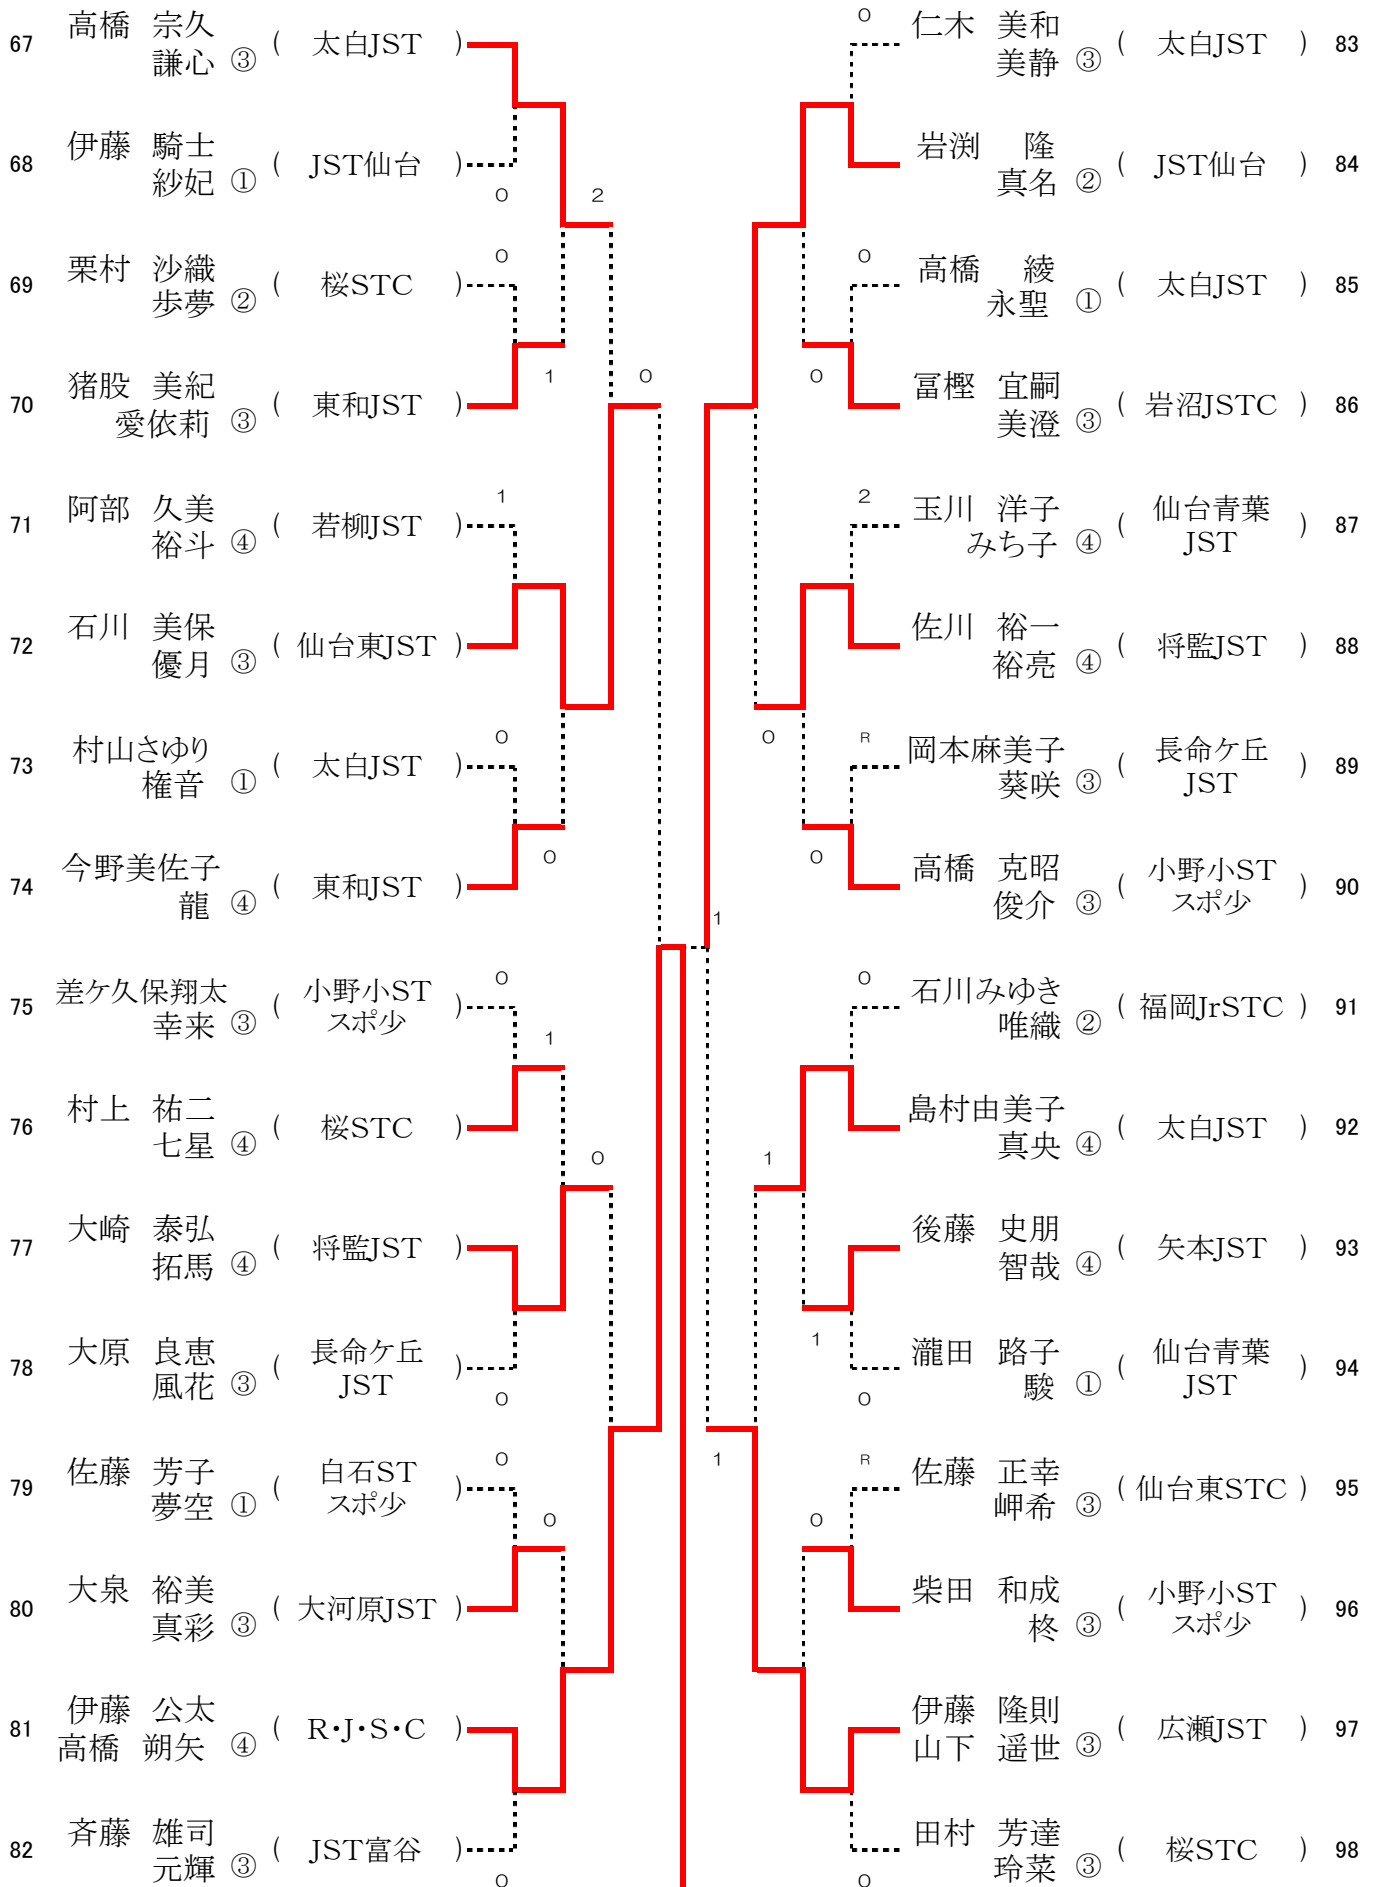 67 高橋 宗久 ( 太白JST )
謙心 ③
68 伊藤 騎士 ( JST仙台 )
紗妃 ①
0 2
0
69 栗村 沙織 ( 桜STC )
歩夢 ②
70 猪股 美紀 ( 東和JST ) 1 0
愛依莉 ③
1
71 阿部 久美 ( 若柳JST )
裕斗 ④
72 石川 美保 ( 仙台東JST )
優月 ③
0
73 村山さゆり ( 太白JST )
権音 ①
74 今野美佐子 ( 東和JST ) 0
龍 ④
0
75 差ケ久保翔太 ( 小野小ST )
幸来 ③ スポ少
1
76 村上 祐二 ( 桜STC )
七星 ④
0
77 大崎 泰弘 ( 将監JST )
拓馬 ④
78 大原 良恵 ( 長命ケ丘 )
風花 ③ JST
0
0
79 佐藤 芳子 ( 白石ST )
夢空 ① スポ少
0
80 大泉 裕美 ( 大河原JST )
真彩 ③
81 伊藤 公太 ( R・J・S・C )
高橋 朔矢 ④
82 斉藤 雄司 ( JST富谷 )
元輝 ③
0
0
仁木 美和 ( 太白JST ) 83
美静 ③
岩渕 隆 ( JST仙台 ) 84
真名 ②
0
高橋 綾 ( 太白JST ) 85
永聖 ①
0 冨樫 宜嗣 ( 岩沼JSTC ) 86
美澄 ③
2
玉川 洋子 ( 仙台青葉 ) 87
みち子 ④ JST
佐川 裕一 ( 将監JST ) 88
裕亮 ④
0 R
岡本麻美子 ( 長命ケ丘 ) 89
葵咲 ③ JST
0 高橋 克昭 ( 小野小ST ) 90
俊介 ③ スポ少
1
0
石川みゆき ( 福岡JrSTC ) 91
唯織 ②
島村由美子 ( 太白JST ) 92
真央 ④
1
後藤 史朋 ( 矢本JST ) 93
智哉 ④
1
瀧田 路子 ( 仙台青葉 ) 94
駿 ① JST
0
1 R
佐藤 正幸 ( 仙台東STC ) 95
岬希 ③
0
柴田 和成 ( 小野小ST ) 96
柊 ③ スポ少
伊藤 隆則 ( 広瀬JST ) 97
山下 遥世 ③
田村 芳達 ( 桜STC ) 98
玲菜 ③
0